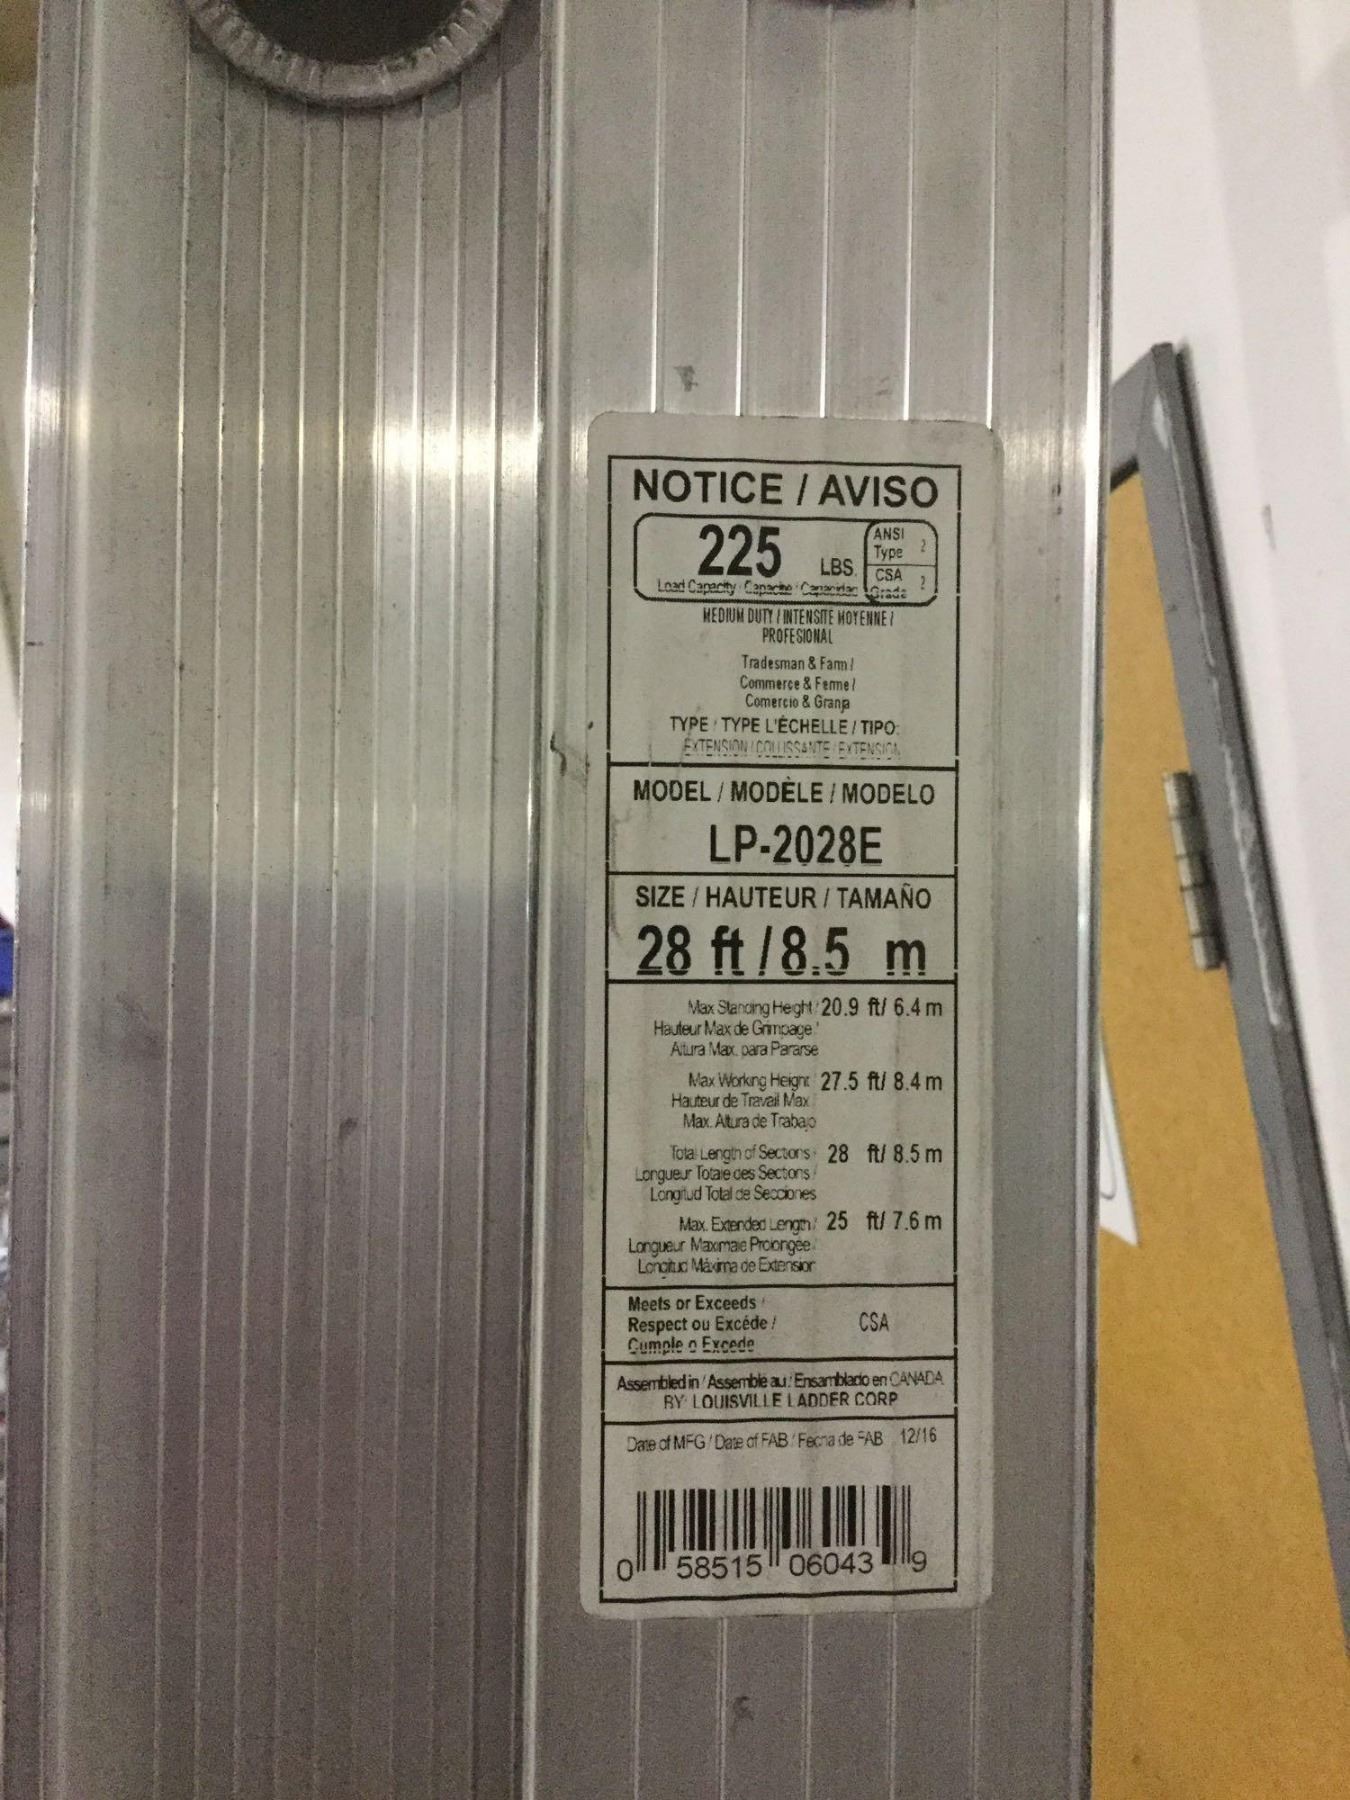 NOTICE / AVISO
225 LBS.
Load Capacity / Capacité / Capacidad
ANSI Type 2
CSA Grade 2
MEDIUM DUTY / INTENSITE MOYENNE /
PROFESIONAL
Tradesman & Farm /
Commerce & Ferme /
Comercio & Granja
TYPE / TYPE L'ÉCHELLE / TIPO:
EXTENSION / COLLISSANTE / EXTENSION
MODEL / MODÈLE / MODELO
LP-2028E
SIZE / HAUTEUR / TAMAÑO
28 ft / 8.5 m
Max Standing Height / 20.9 ft/ 6.4 m
Hauteur Max de Grimpage /
Altura Max. para Pararse
Max Working Height 27.5 ft/ 8.4 m
Hauteur de Travail Max
Max. Altura de Trabajo
Total Length of Sections 28 ft/ 8.5 m
Longueur Totale des Sections /
Longitud Total de Secciones
Max. Extended Length / 25 ft/ 7.6 m
Longueur Maximale Prolongée
Longitud Máxima de Extension
Meets or Exceeds /
Respect ou Excéde / CSA
Cumple o Excede
Assembled in / Assemblé au / Ensamblado en CANADA
BY: LOUISVILLE LADDER CORP
Date of MFG / Date of FAB / Fecha de FAB 12/16
0 58515 06043 9